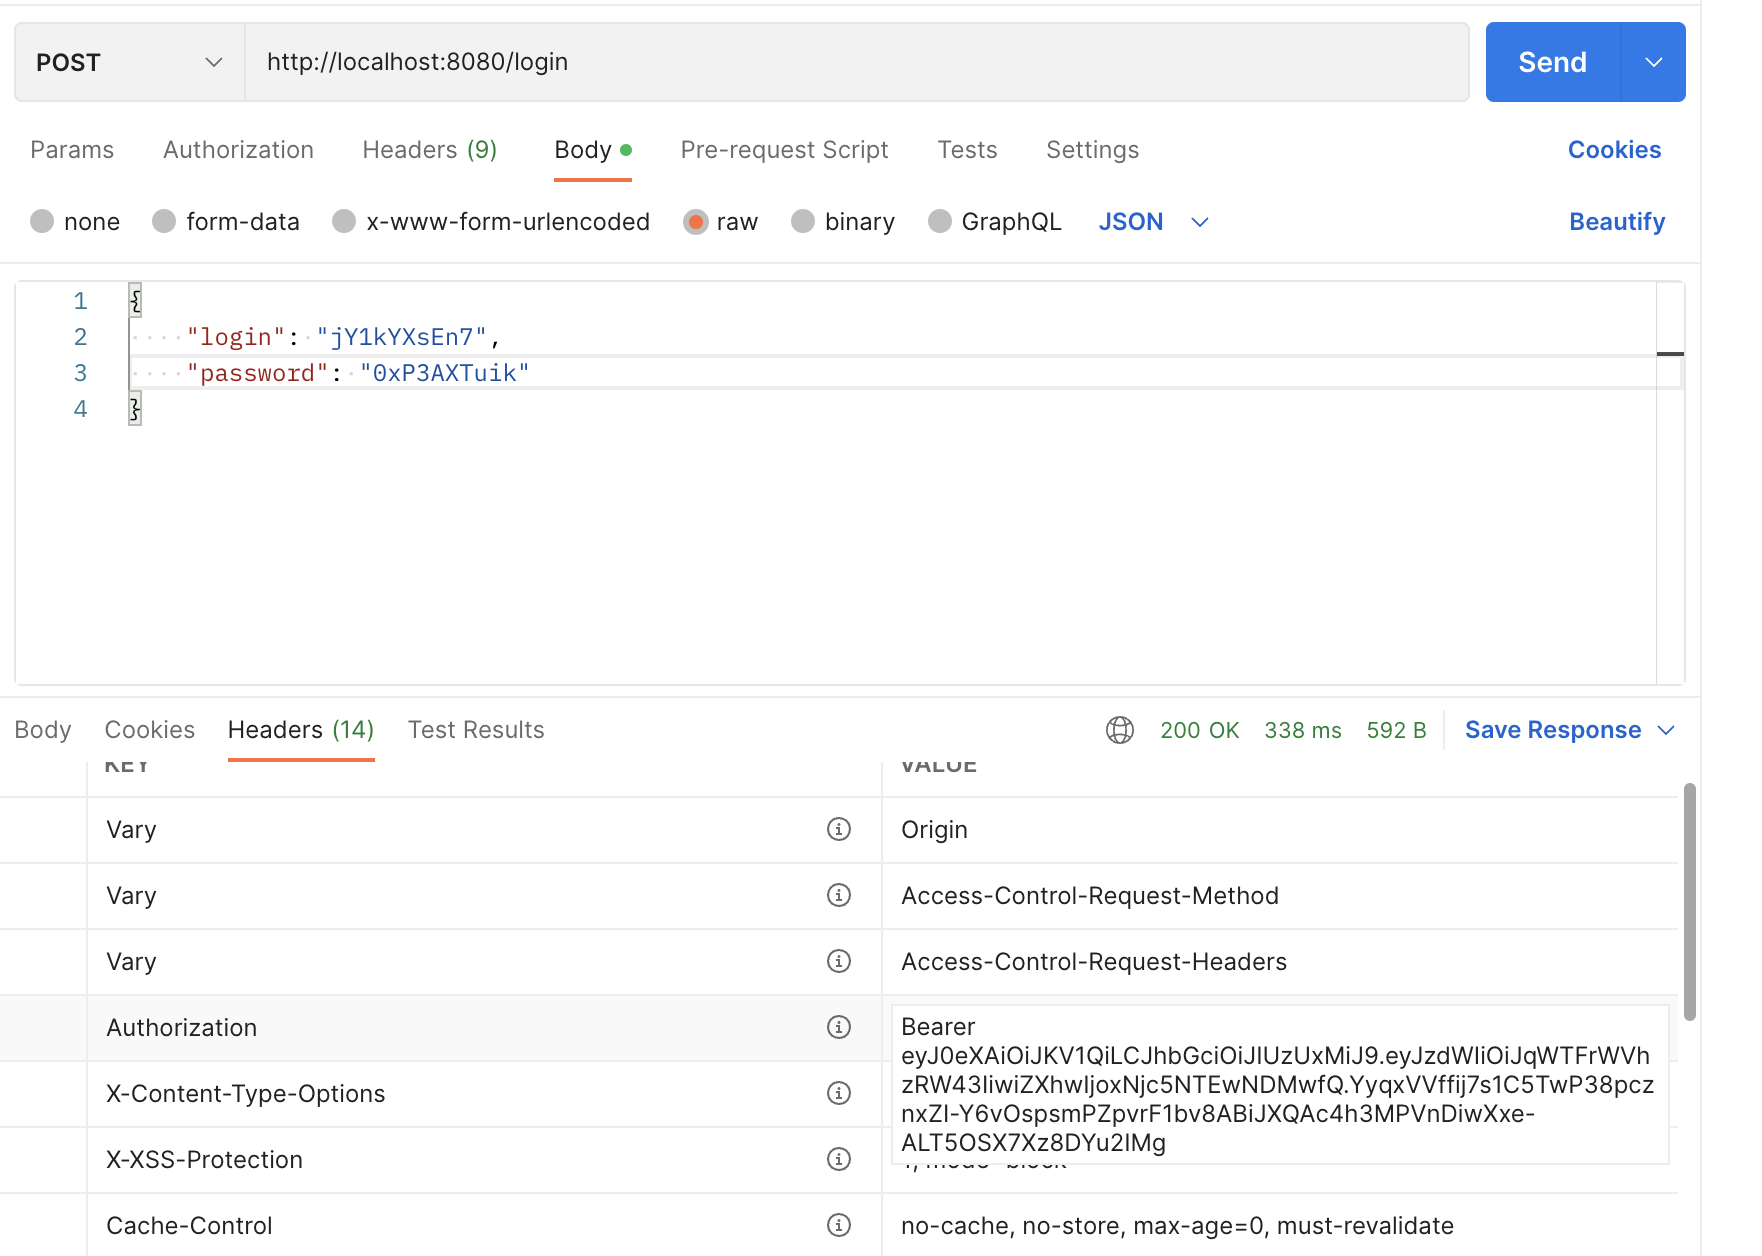 POST
http://localhost:8080/login
Send
Params Authorization Headers (9) Body Pre-request Script Tests Settings Cookies
none form-data x-www-form-urlencoded raw binary GraphQL JSON Beautify
1 {
2 "login": "jY1kYXsEn7",
3 "password": "0xP3AXTuik"
4 }
Body Cookies Headers (14) Test Results 200 OK 338 ms 592 B Save Response
KEY VALUE
Vary Origin
Vary Access-Control-Request-Method
Vary Access-Control-Request-Headers
Authorization Bearer
eyJ0eXAiOiJKV1QiLCJhbGciOiJIUzUxMiJ9.eyJzdWIiOiJqWTFrWVh
zRW43IiwiZXhwIjoxNjc5NTEwNDMwfQ.YyqxVVffij7s1C5TwP38pcz
nxZI-Y6vOspsmPZpvrF1bv8ABiJXQAc4h3MPVnDiwXxe-
ALT5OSX7Xz8DYu2IMg
X-Content-Type-Options
X-XSS-Protection
Cache-Control no-cache, no-store, max-age=0, must-revalidate